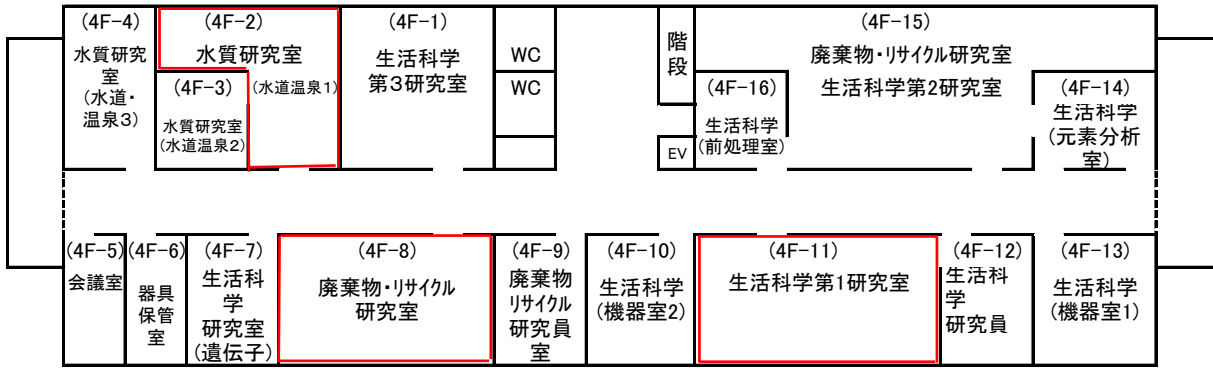 (4F-4)
水質研究
室
(水道・
温泉3)
(4F-2)
水質研究室
(水道温泉1)
(4F-3)
水質研究室
(水道温泉2)
(4F-1)
生活科学
第3研究室
WC
WC
階
段
EV
(4F-15)
廃棄物・リサイクル研究室
生活科学第2研究室
(4F-16)
生活科学
(前処理室)
(4F-14)
生活科学
(元素分析
室)
(4F-5)
会議室
(4F-6)
器具
保管
室
(4F-7)
生活科
学
研究室
(遺伝子)
(4F-8)
廃棄物・リサイクル
研究室
(4F-9)
廃棄物
リサイクル
研究員
室
(4F-10)
生活科学
(機器室2)
(4F-11)
生活科学第1研究室
(4F-12)
生活科
学
研究員
(4F-13)
生活科学
(機器室1)